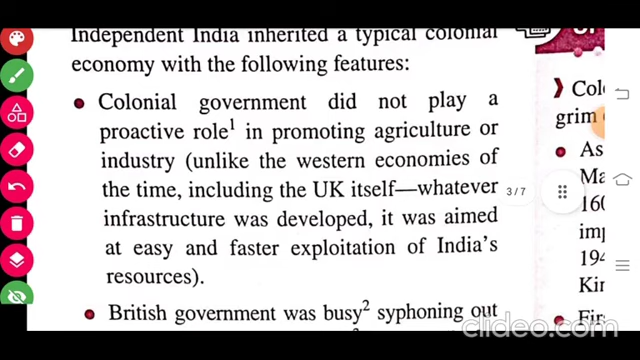 Independent India inherited a typical colonial
economy with the following features:
• Colonial government did not play a
proactive role¹ in promoting agriculture or
industry (unlike the western economies of
the time, including the UK itself—whatever
infrastructure was developed, it was aimed
at easy and faster exploitation of India's
resources).
• British government was busy² syphoning out
❯ Col
grim
• As
Ma
160
imp
194
Kin
• Firs
3/7
clideo.com